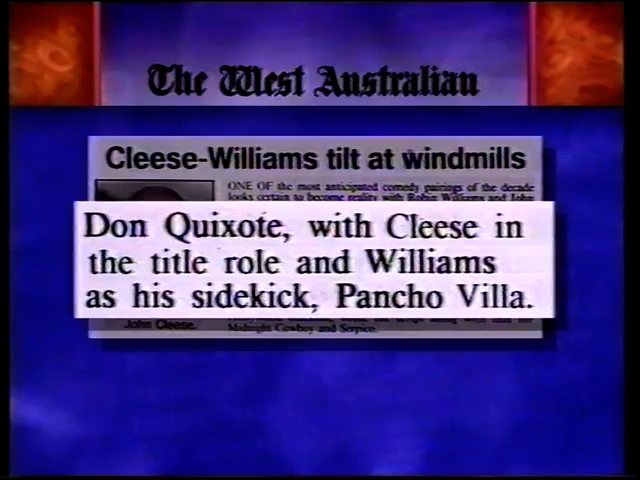 The West Australian
Cleese-Williams tilt at windmills
ONE OF the most anticipated comedy pairings of the decade
looks certain to become reality with Robin Williams and John
Don Quixote, with Cleese in
the title role and Williams
as his sidekick, Pancho Villa.
John Cleese.
Midnight Cowboy and Serpico.